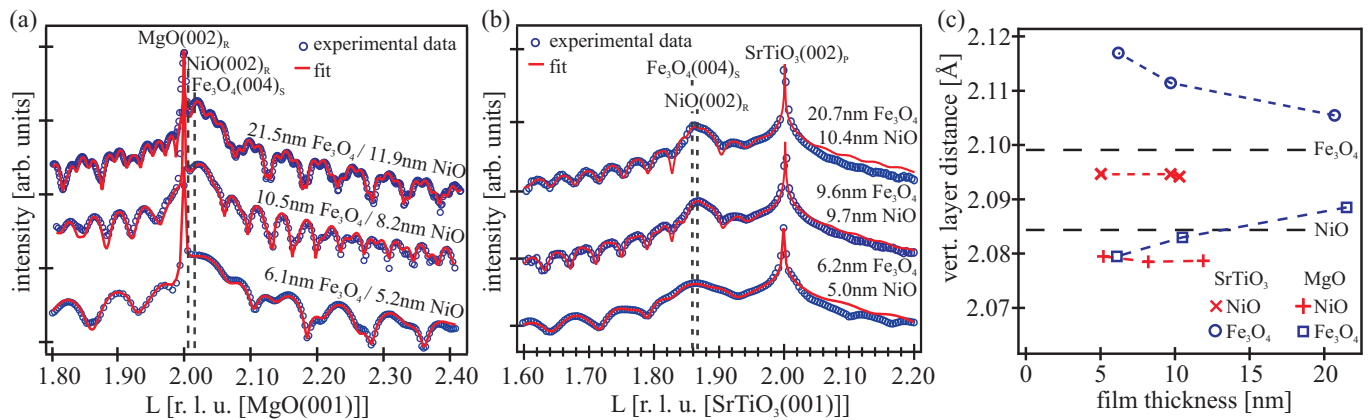 (a)
MgO(002)R
NiO(002)R
Fe3O4(004)S
experimental data
fit
21.5nm Fe3O4 / 11.9nm NiO
10.5nm Fe3O4 / 8.2nm NiO
6.1nm Fe3O4 / 5.2nm NiO
intensity [arb. units]
1.80 1.90 2.00 2.10 2.20 2.30 2.40
L [r. l. u. [MgO(001)]]
(b)
experimental data
fit
SrTiO3(002)P
Fe3O4(004)S
NiO(002)R
20.7nm Fe3O4
10.4nm NiO
9.6nm Fe3O4
9.7nm NiO
6.2nm Fe3O4
5.0nm NiO
intensity [arb. units]
1.60 1.70 1.80 1.90 2.00 2.10 2.20
L [r. l. u. [SrTiO3(001)]]
(c)
2.12
2.11
2.10
2.09
2.08
2.07
vert. layer distance [Å]
Fe3O4
NiO
SrTiO3 MgO
NiO NiO
Fe3O4 Fe3O4
0 5 10 15 20
film thickness [nm]